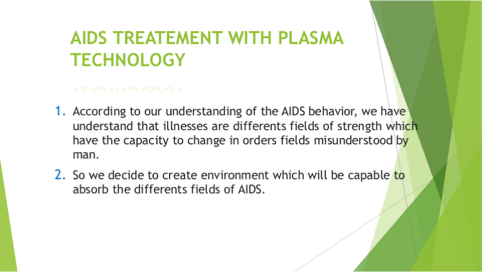 AIDS TREATEMENT WITH PLASMA
TECHNOLOGY
1. According to our understanding of the AIDS behavior, we have
understand that illnesses are differents fields of strength which
have the capacity to change in orders fields misunderstood by
man.
2. So we decide to create environment which will be capable to
absorb the differents fields of AIDS.